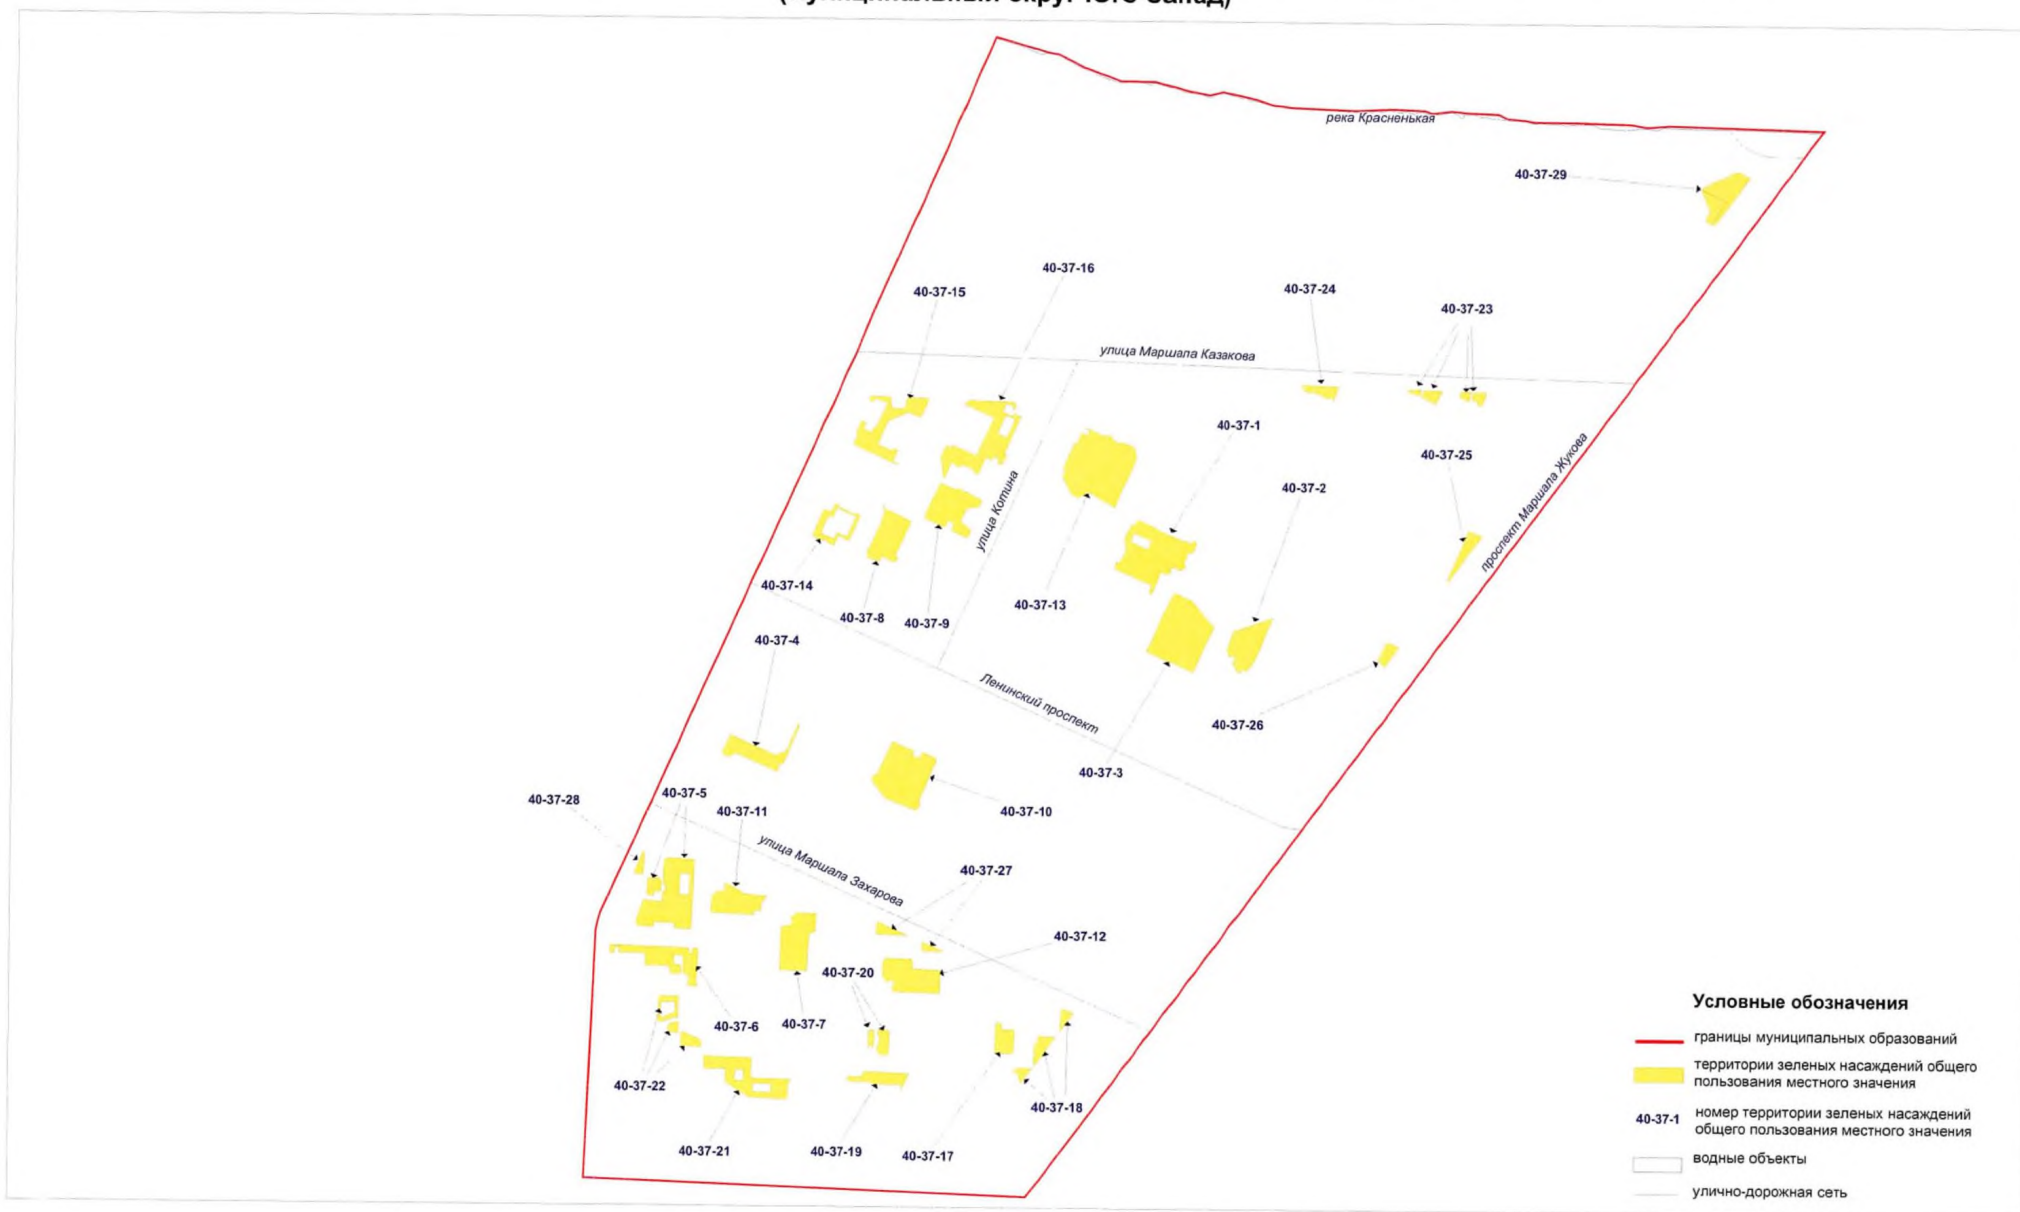 река Красненькая
40-37-29
40-37-16
40-37-15
40-37-24
40-37-23
улица Маршала Казакова
40-37-1
40-37-25
40-37-2
проспект Маршала Жукова
улица Котина
40-37-14
40-37-13
40-37-8
40-37-9
40-37-4
Ленинский проспект
40-37-26
40-37-3
40-37-28
40-37-5
40-37-11
40-37-10
улица Маршала Захарова
40-37-27
40-37-12
40-37-20
40-37-6
40-37-7
40-37-22
40-37-18
40-37-21
40-37-19
40-37-17
Условные обозначения
границы муниципальных образований
территории зеленых насаждений общего
пользования местного значения
40-37-1
номер территории зеленых насаждений
общего пользования местного значения
водные объекты
улично-дорожная сеть